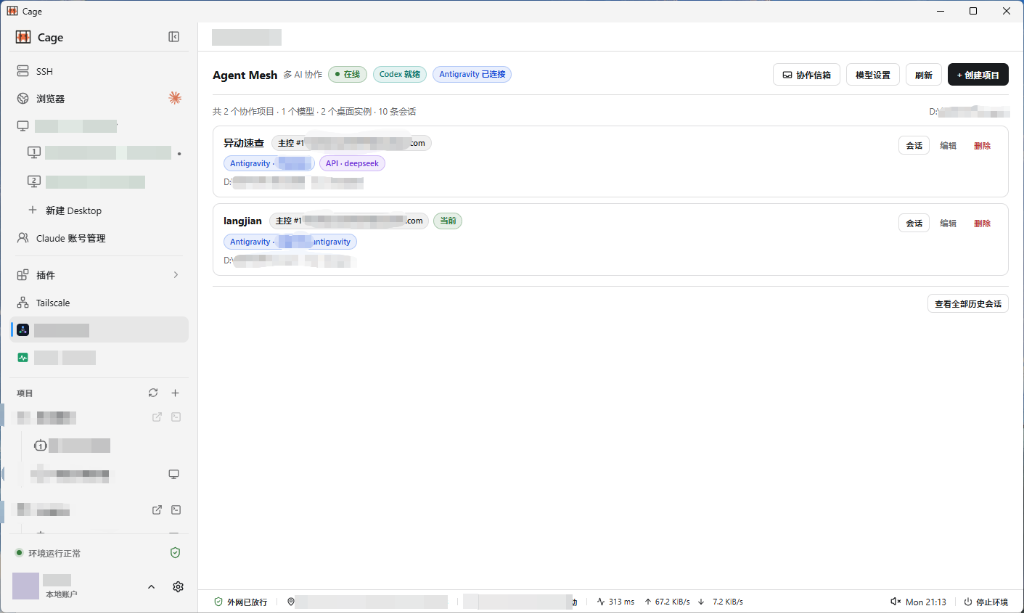 Cage
Cage
SSH
浏览器
1
2
新建 Desktop
Claude 账号管理
插件
Tailscale
项目
1
环境运行正常
本地账户
Agent Mesh 多 AI 协作 在线 Codex 就绪 Antigravity 已连接
协作信箱 模型设置 刷新 + 创建项目
共 2 个协作项目 · 1 个模型 · 2 个桌面实例 · 10 条会话 D:
异动速查 主控 #1 .com 会话 编辑 删除
Antigravity · API · deepseek
D:
langjian 主控 #1 .com 当前 会话 编辑 删除
Antigravity · antigravity
D:
查看全部历史会话
外网已放行 313 ms 67.2 KiB/s 7.2 KiB/s Mon 21:13 停止环境